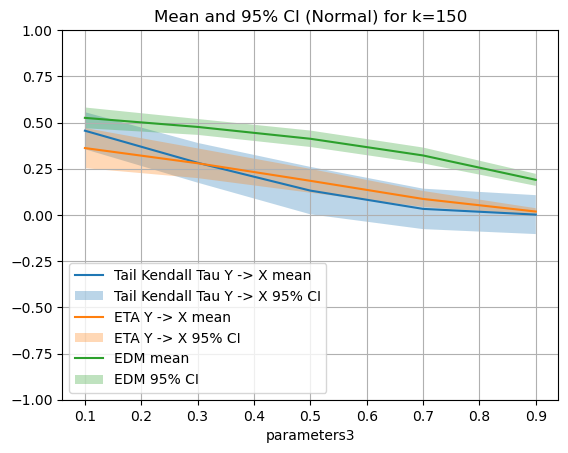 Mean and 95% CI (Normal) for k=150
1.00
0.75
0.50
0.25
0.00
−0.25
−0.50
−0.75
−1.00
Tail Kendall Tau Y -> X mean
Tail Kendall Tau Y -> X 95% CI
ETA Y -> X mean
ETA Y -> X 95% CI
EDM mean
EDM 95% CI
0.1 0.2 0.3 0.4 0.5 0.6 0.7 0.8 0.9
parameters3